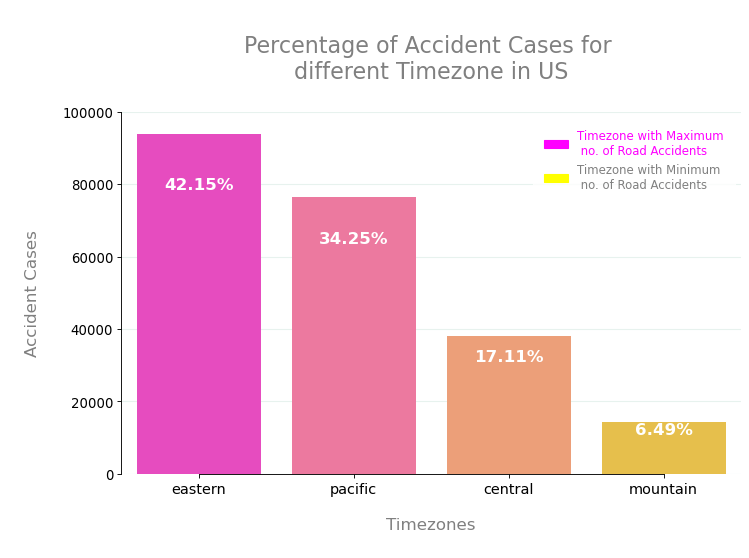 Percentage of Accident Cases for
different Timezone in US
100000
80000
60000
40000
20000
0
Accident Cases
Timezone with Maximum
no. of Road Accidents
Timezone with Minimum
no. of Road Accidents
42.15%
34.25%
17.11%
6.49%
eastern pacific central mountain
Timezones